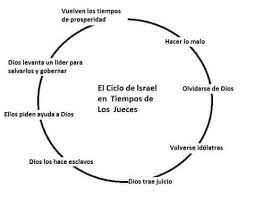 Vuelven los tiempos
de prosperidad
Hacer lo malo
Olvidarse de Dios
Volverse idólatras
Dios trae juicio
Dios los hace esclavos
Ellos piden ayuda a Dios
Dios levanta un líder para
salvarlos y gobernar
El Ciclo de Israel
en Tiempos de
Los Jueces